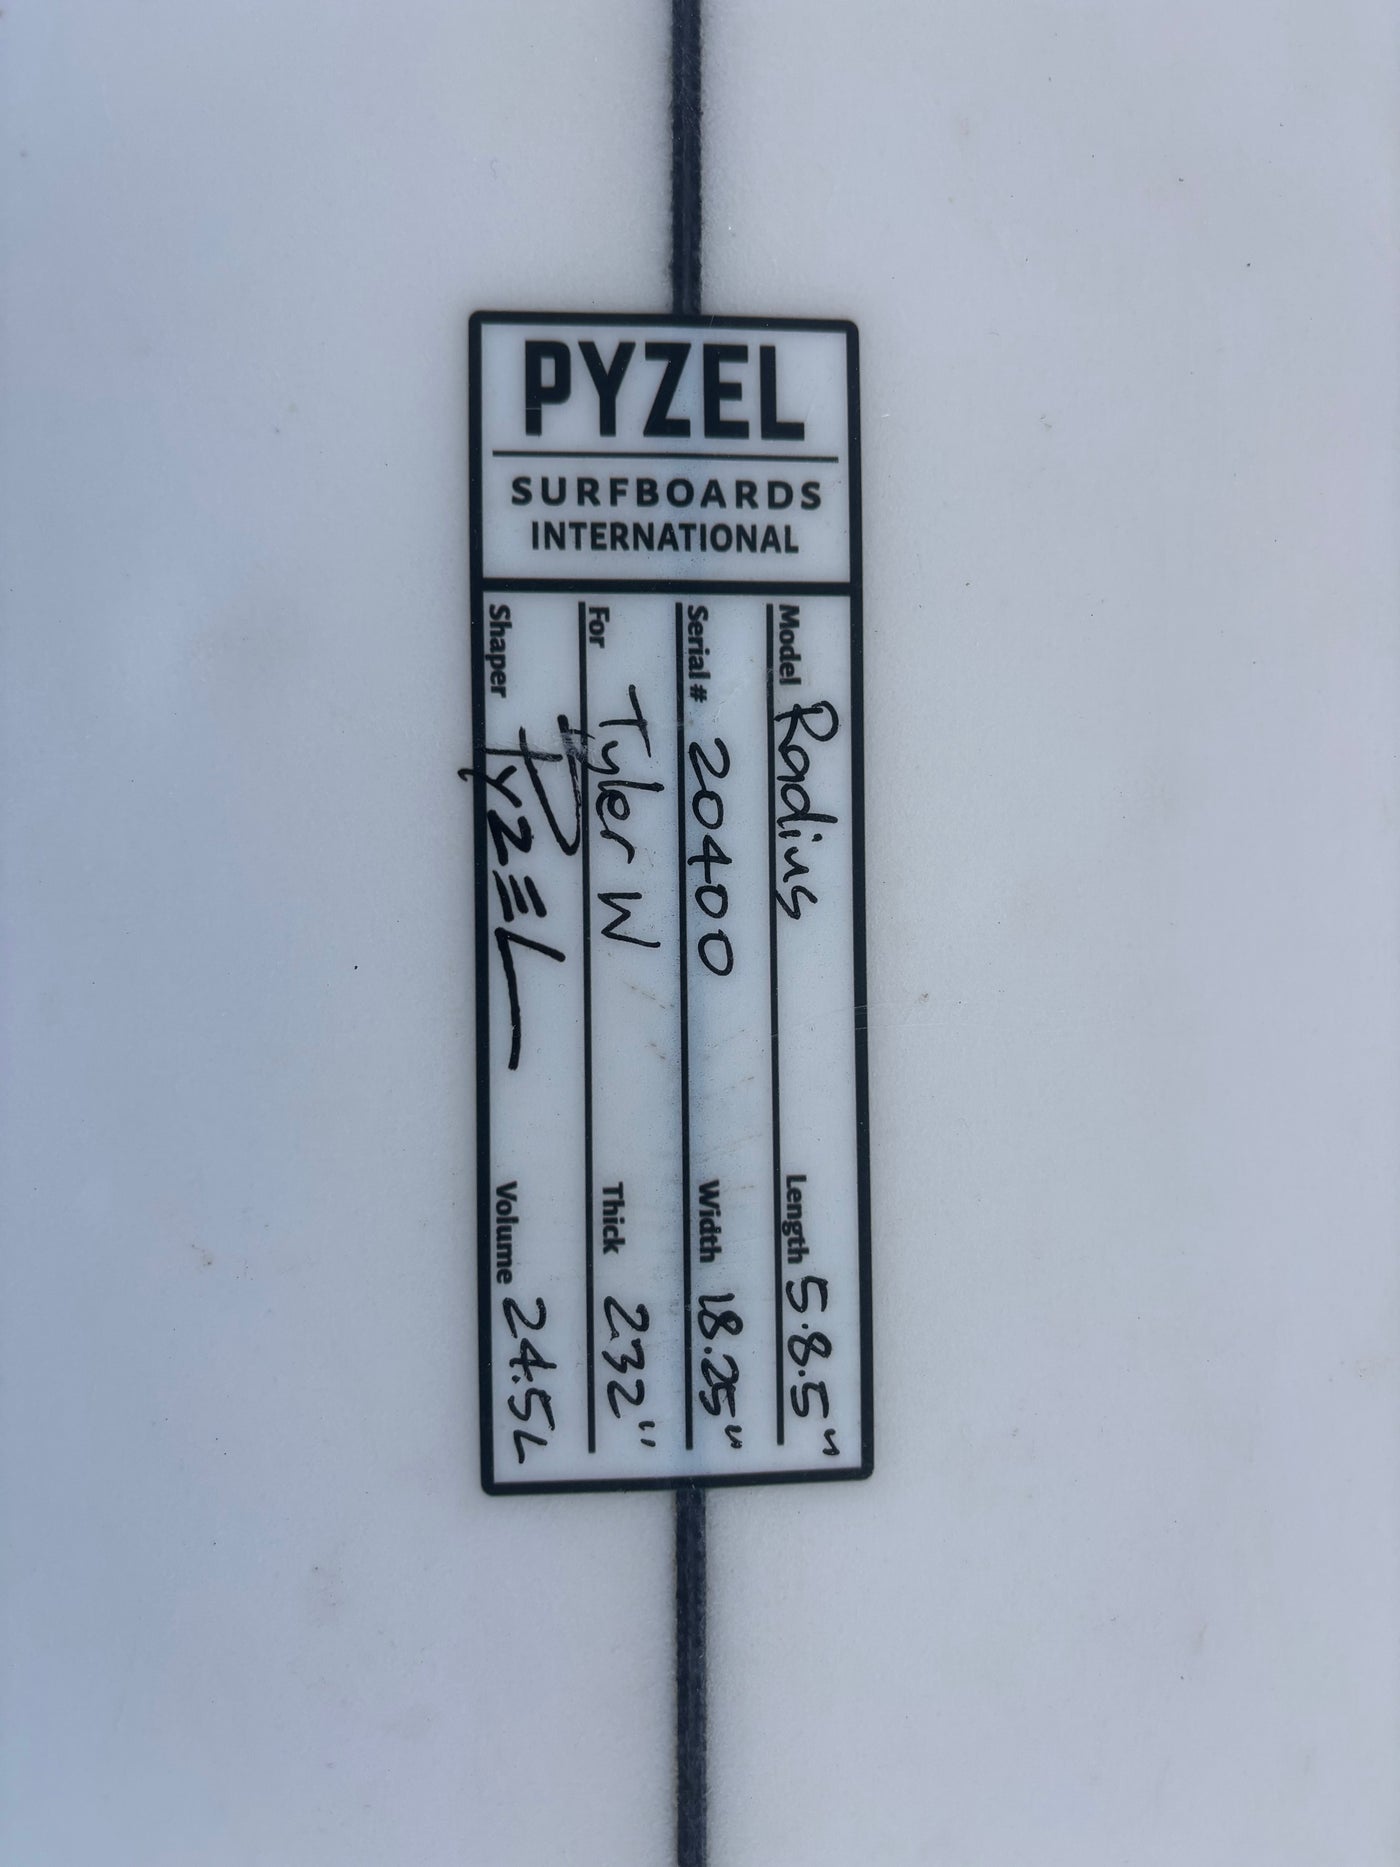 PYZEL
SURFBOARDS
INTERNATIONAL
Model Radius Length 5.8.5"
Serial # 20400 Width 18.25"
For Tyler W Thick 2.32"
Shaper PYZEL Volume 24.5L